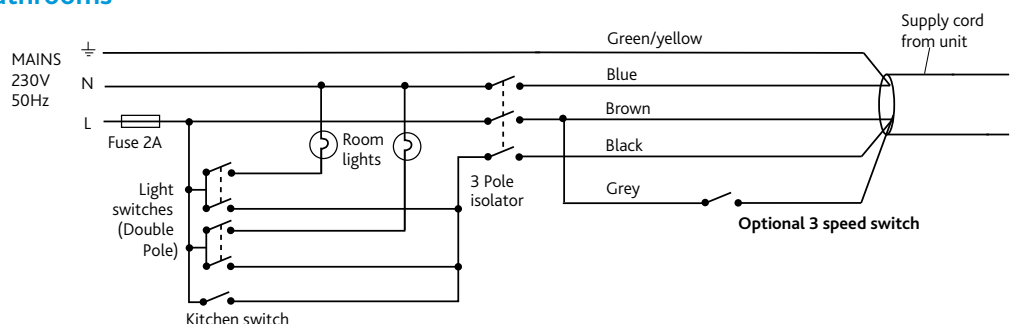 MAINS
230V
50Hz
N
L
Fuse 2A
Green/yellow
Blue
Brown
Black
Grey
Supply cord
from unit
Room
lights
Light
switches
(Double
Pole)
3 Pole
isolator
Optional 3 speed switch
Kitchen switch